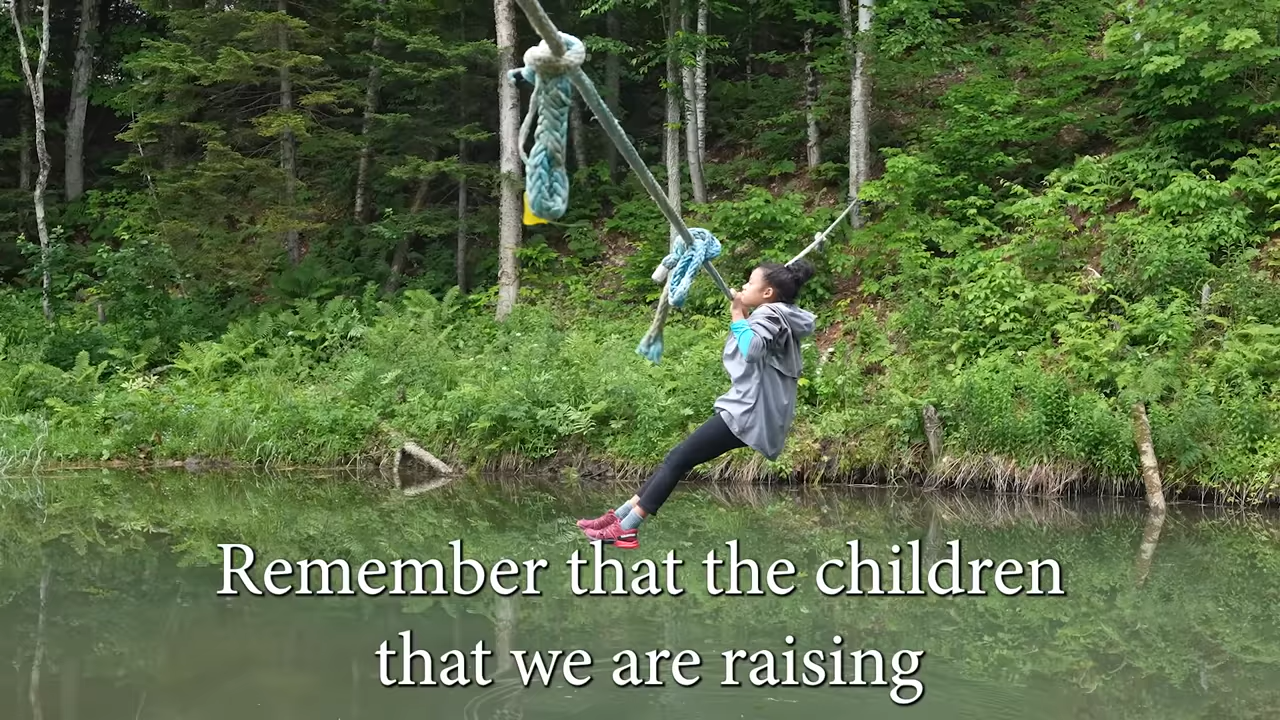 Remember that the children
that we are raising